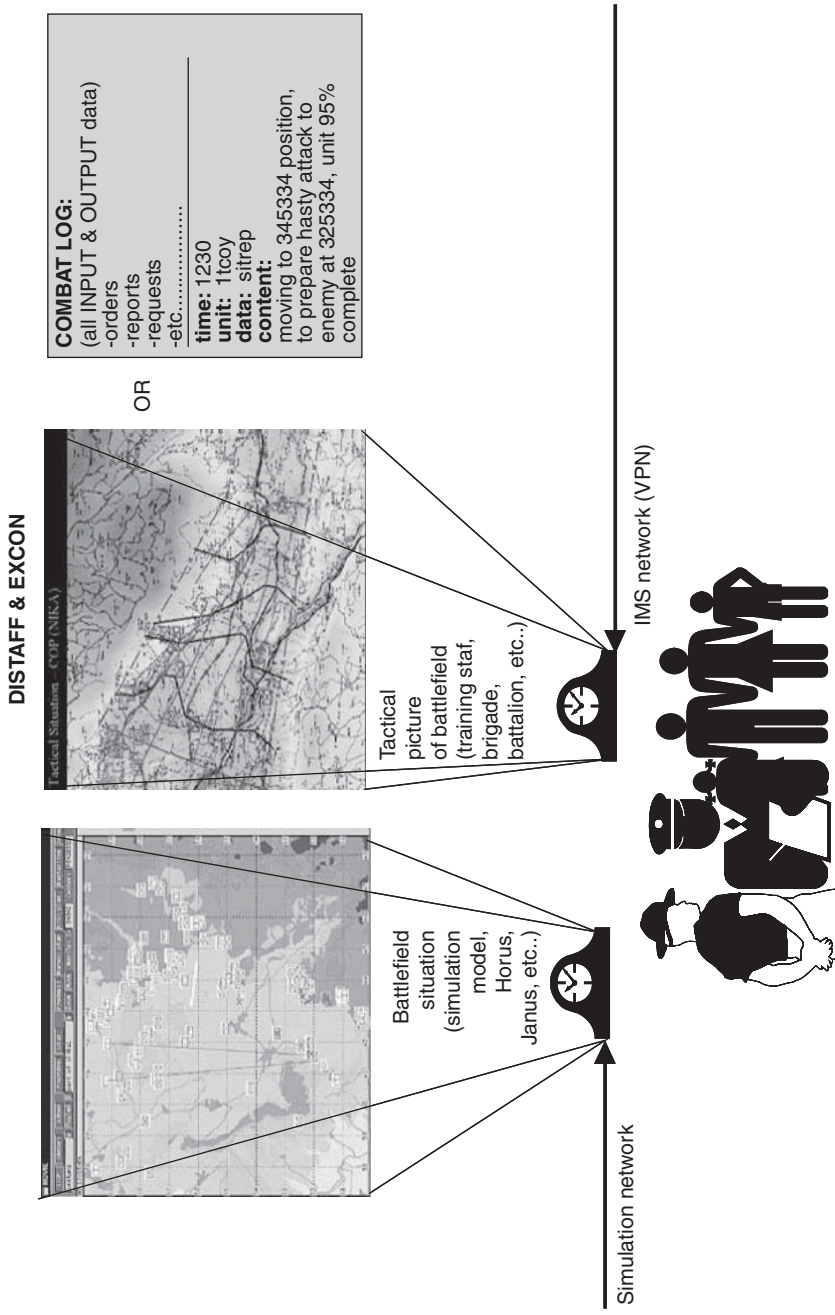 DISTAFF & EXCON
Tactical Situation – COP (NIKA)
OR
COMBAT LOG:
(all INPUT & OUTPUT data)
-orders
-reports
-requests
-etc...................
time: 1230
unit: 1tcoy
data: sitrep
content:
moving to 345334 position,
to prepare hasty attack to
enemy at 325334, unit 95%
complete
Battlefield
situation
(simulation
model,
Horus,
Janus, etc..)
Tactical
picture
of battlefield
(training staf,
brigade,
battalion, etc..)
Simulation network
IMS network (VPN)